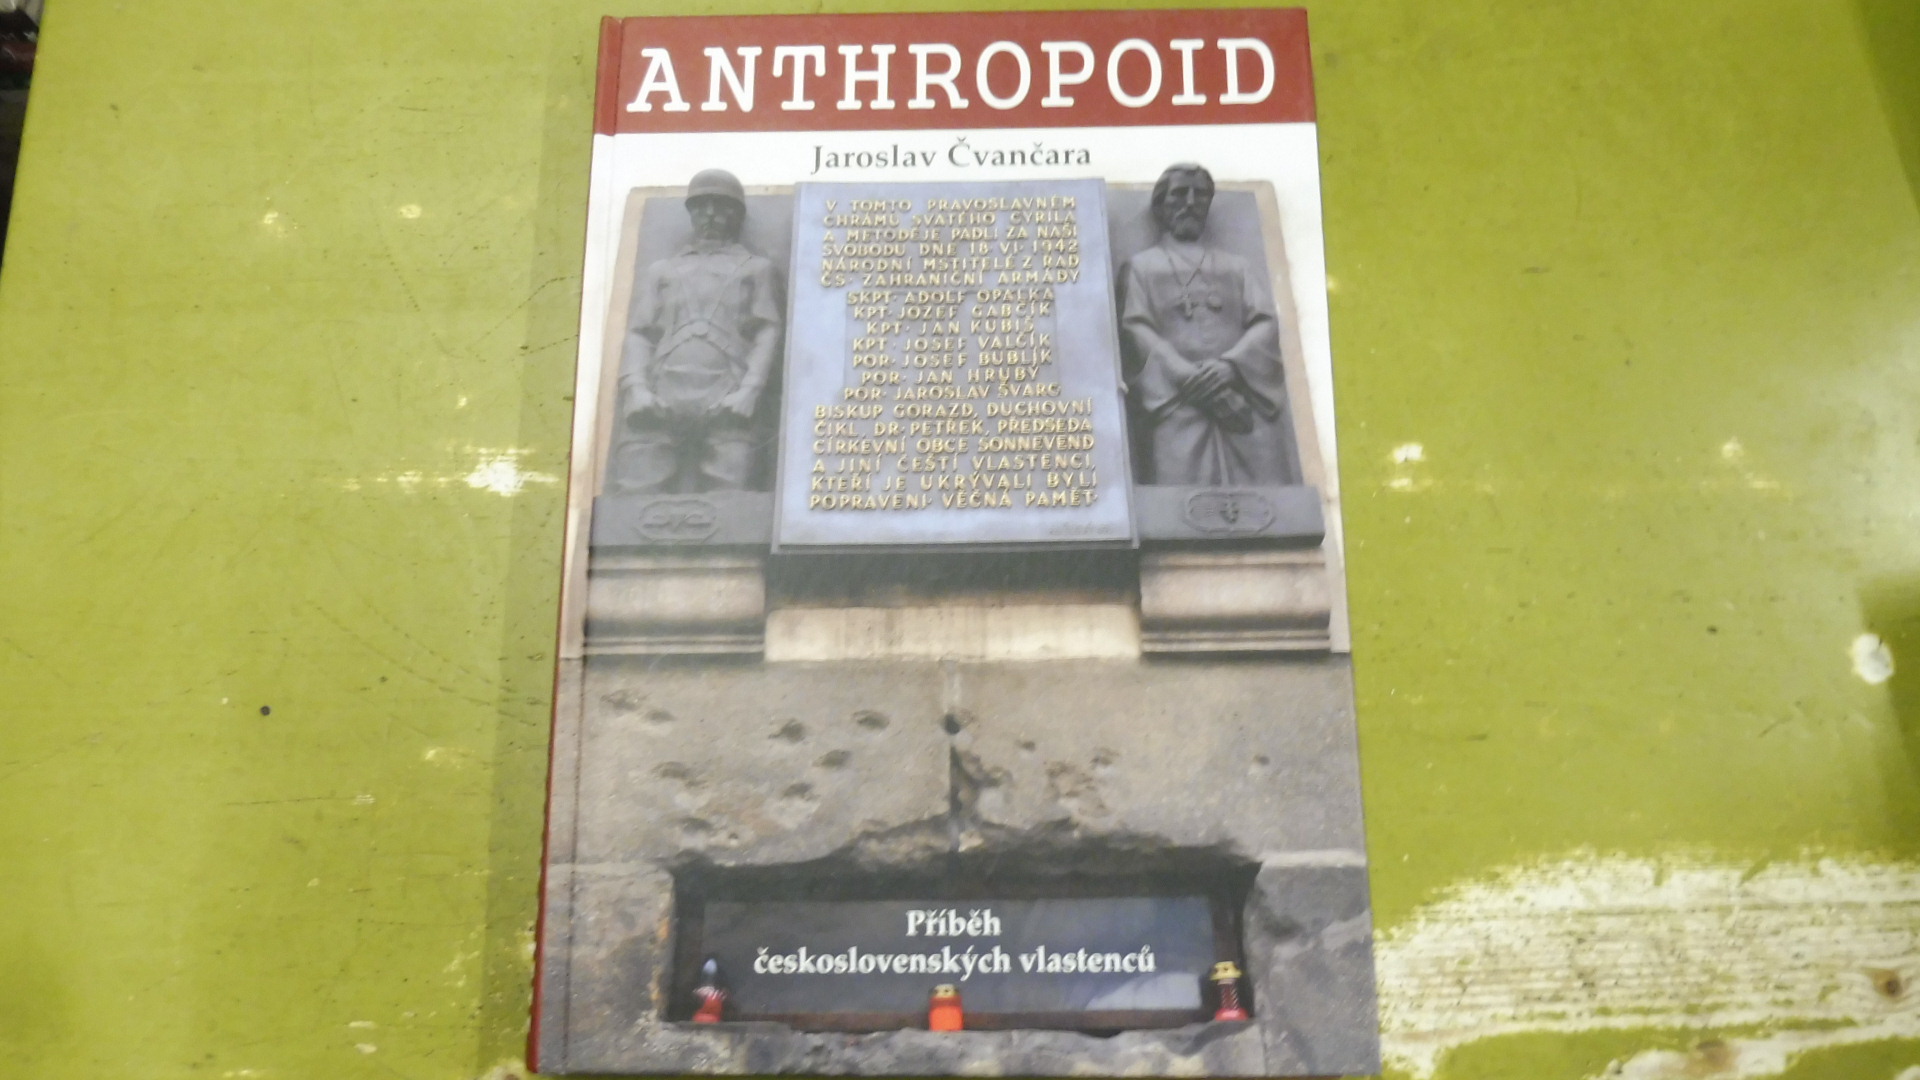 ANTHROPOID
Jaroslav Čvančara
V TOMTO PRAVOSLAVNÉM
CHRÁMU SVATÉHO CYRILA
A METODĚJE PADLI ZA NAŠI
SVOBODU DNE 18·VI·1942
NÁRODNÍ MSTITELÉ Z ŘAD
ČS· ZAHRANIČNÍ ARMÁDY
ŠKPT· ADOLF OPÁLKA
KPT· JOZEF GABČÍK
KPT· JAN KUBIŠ
KPT· JOSEF VALČÍK
POR· JOSEF BUBLÍK
POR· JAN HRUBÝ
POR· JAROSLAV ŠVARC
BISKUP GORAZD, DUCHOVNÍ
ČIKL, DR· PETŘEK, PŘEDSEDA
CÍRKEVNÍ OBCE SONNEVEND
A JINÍ ČEŠTÍ VLASTENCI,
KTEŘÍ JE UKRÝVALI BYLI
POPRAVENI· VĚČNÁ PAMĚT·
Příběh
československých vlastenců